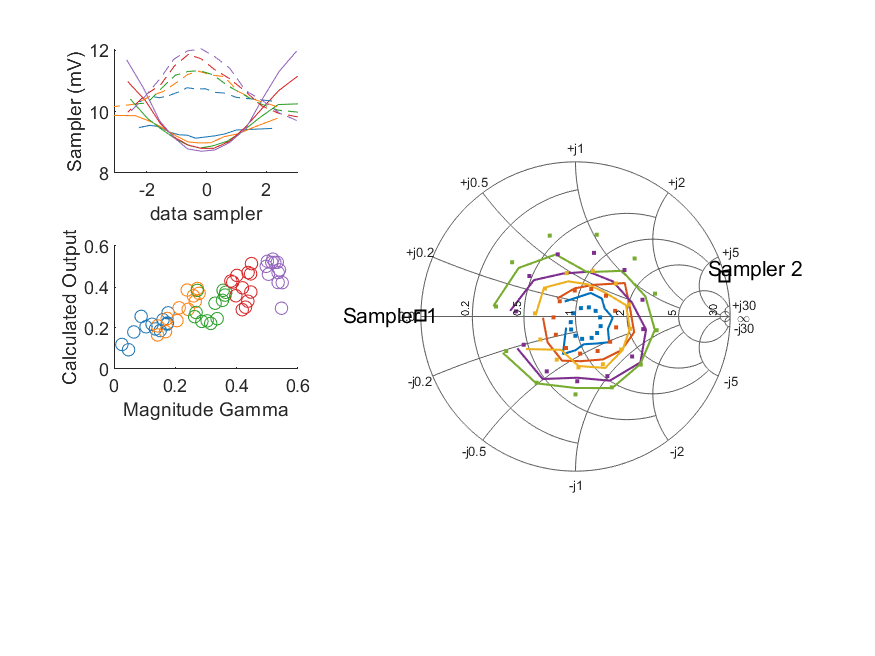 12
10
8
Sampler (mV)
-2
0
2
data sampler
0.6
0.4
0.2
0
Calculated Output
0
0.2
0.4
0.6
Magnitude Gamma
+j1
+j0.5
+j2
+j0.2
+j5
Sampler 2
+j30
∞
-j30
Sampler 1
0.2
0.5
1
2
5
30
-j0.2
-j5
-j0.5
-j2
-j1